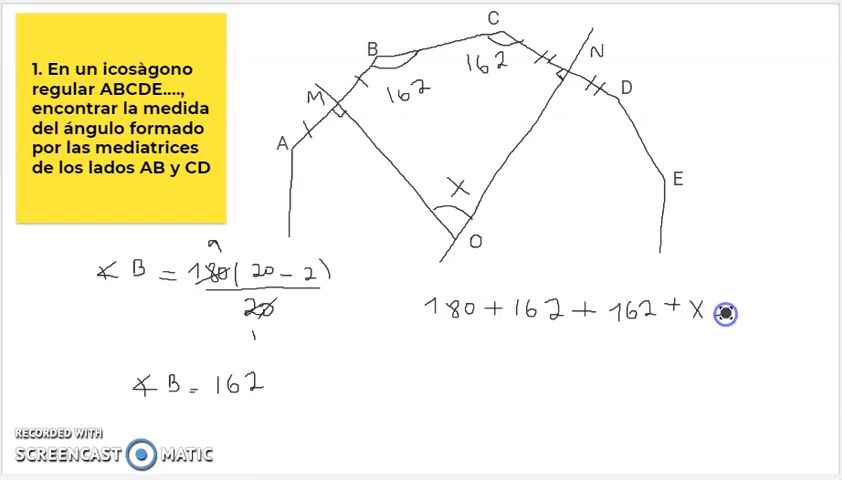 1. En un icosàgono
regular ABCDE....,
encontrar la medida
del ángulo formado
por las mediatrices
de los lados AB y CD
C
N
B
162
162
D
M
A
E
X
O
9
∢ B = 180(20-2)
20
1
180+162+162+X
∢ B = 162
RECORDED WITH
SCREENCAST MATIC